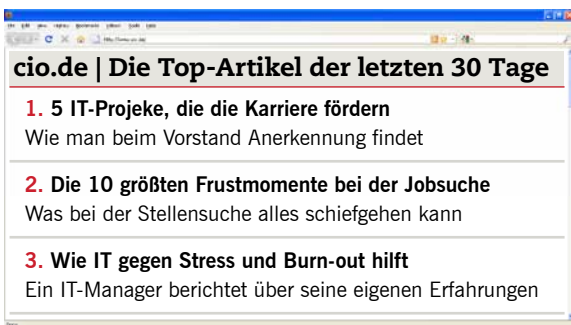 cio.de | Die Top-Artikel der letzten 30 Tage
1. 5 IT-Projeke, die die Karriere fördern
Wie man beim Vorstand Anerkennung findet
2. Die 10 größten Frustmomente bei der Jobsuche
Was bei der Stellensuche alles schiefgehen kann
3. Wie IT gegen Stress und Burn-out hilft
Ein IT-Manager berichtet über seine eigenen Erfahrungen